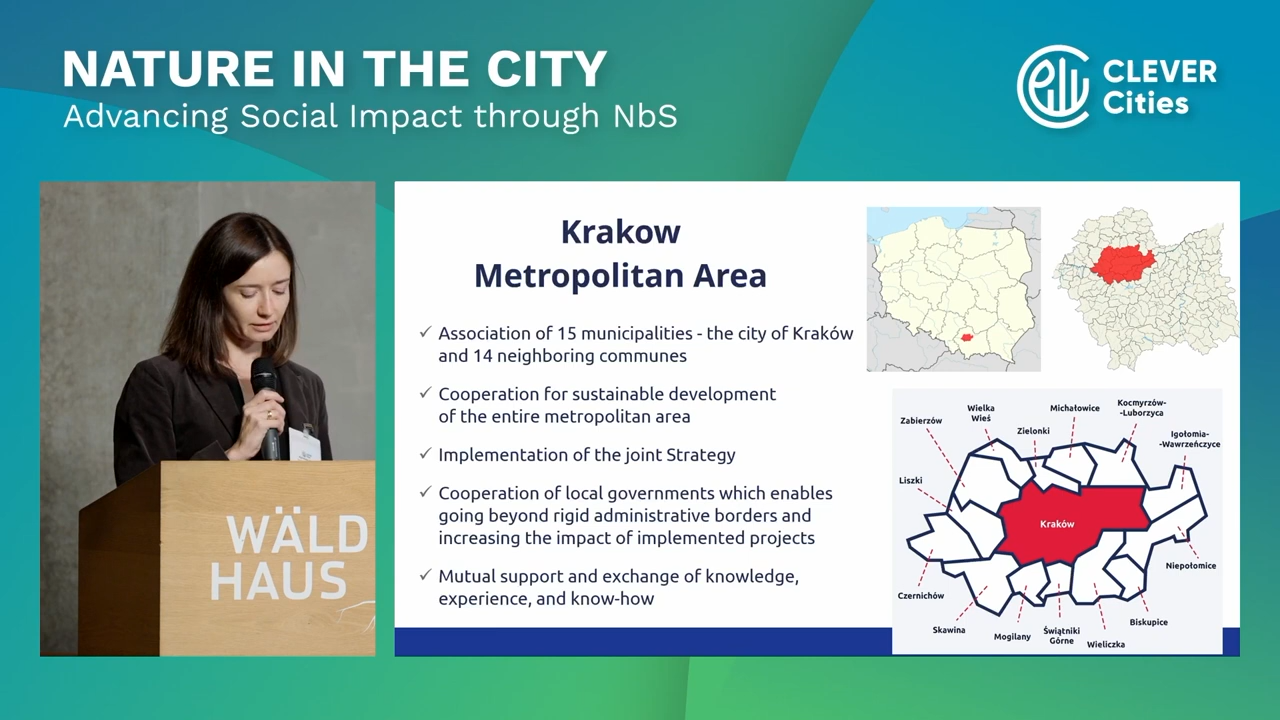 NATURE IN THE CITY
Advancing Social Impact through NbS
CLEVER
Cities
WÄLD
HAUS
Krakow
Metropolitan Area
✓ Association of 15 municipalities - the city of Kraków
and 14 neighboring communes
✓ Cooperation for sustainable development
of the entire metropolitan area
✓ Implementation of the joint Strategy
✓ Cooperation of local governments which enables
going beyond rigid administrative borders and
increasing the impact of implemented projects
✓ Mutual support and exchange of knowledge,
experience, and know-how
Zabierzów
Wielka
Wieś
Zielonki
Michałowice
Kocmyrzów-
-Luborzyca
Igołomia-
-Wawrzeńczyce
Liszki
Kraków
Niepołomice
Czernichów
Skawina
Mogilany
Świątniki
Górne
Wieliczka
Biskupice